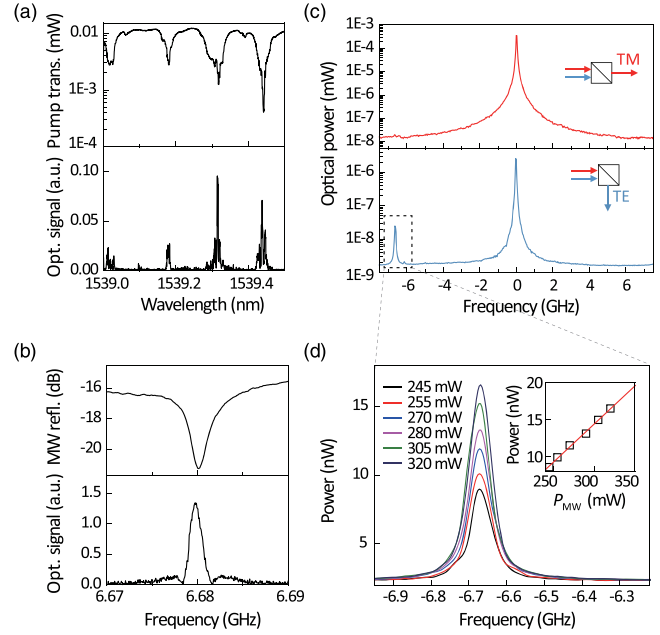 (a)
0.01
1E-3
1E-4
Pump trans. (mW)
0.10
0.05
0.00
Opt. signal (a.u.)
1539.0
1539.2
1539.4
Wavelength (nm)
(c)
1E-3
1E-4
1E-5
1E-6
1E-7
1E-8
TM
Optical power (mW)
1E-6
1E-7
1E-8
1E-9
TE
-6
-4
-2
0
2
4
6
Frequency (GHz)
(b)
-16
-18
-20
MW refl. (dB)
1.5
1.0
0.5
0.0
Opt. signal (a.u.)
6.67
6.68
6.69
Frequency (GHz)
(d)
15
10
5
Power (nW)
245 mW
255 mW
270 mW
280 mW
305 mW
320 mW
20
15
10
Power (nW)
250
300
350
P MW (mW)
-6.9
-6.8
-6.7
-6.6
-6.5
-6.4
-6.3
Frequency (GHz)